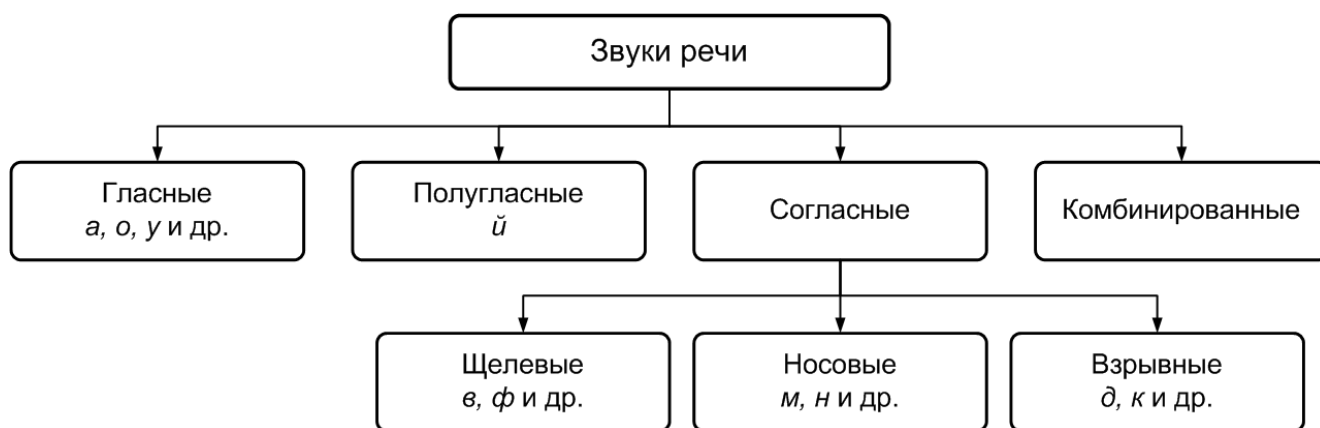 Звуки речи
Гласные
а, о, у и др.
Полугласные
й
Согласные
Комбинированные
Щелевые
в, ф и др.
Носовые
м, н и др.
Взрывные
д, к и др.